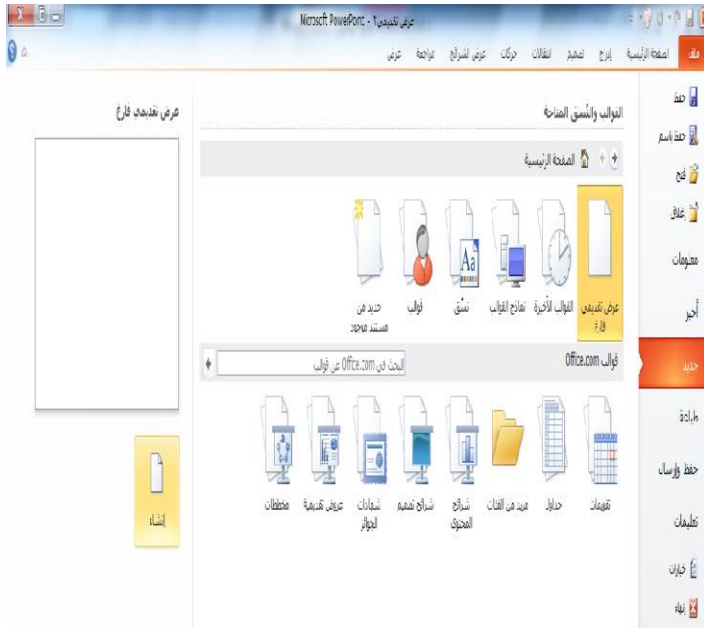 عرض تقديمي٢ - Microsoft PowerPoint
ملف الصفحة الرئيسية إدراج تصميم انتقالات حركات عرض الشرائح مراجعة عرض
حفظ
حفظ باسم
فتح
إغلاق
معلومات
أخير
جديد
طباعة
حفظ وإرسال
تعليمات
خيارات
إنهاء
القوالب والنُسق المتاحة
الصفحة الرئيسية
عرض تقديمي فارغ
القوالب الأخيرة
نماذج القوالب
نسُق
قوالب
جديد من مستند موجود
قوالب Office.com
البحث في Office.com عن قوالب
تقويمات
جداول
مزيد من الفئات
شرائح المحتوى
شرائح تصميم
شهادات الجوائز
عروض تقديمية
مخططات
عرض تقديمي فارغ
إنشاء